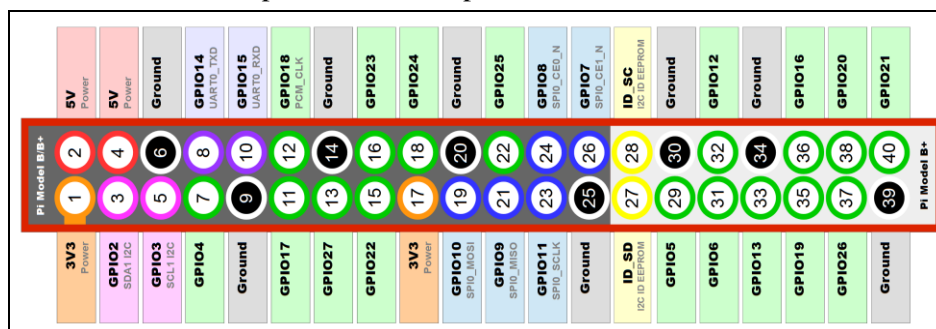 5V
Power
5V
Power
Ground
GPIO14
UART0_TXD
GPIO15
UART0_RXD
GPIO18
PCM_CLK
Ground
GPIO23
GPIO24
Ground
GPIO25
GPIO8
SPI0_CE0_N
GPIO7
SPI0_CE1_N
ID_SC
I2C ID EEPROM
Ground
GPIO12
Ground
GPIO16
GPIO20
GPIO21
Pi Model B/B+
2 4 6 8 10 12 14 16 18 20 22 24 26 28 30 32 34 36 38 40
1 3 5 7 9 11 13 15 17 19 21 23 25 27 29 31 33 35 37 39
Pi Model B+
3V3
Power
GPIO2
SDA1 I2C
GPIO3
SCL1 I2C
GPIO4
Ground
GPIO17
GPIO27
GPIO22
3V3
Power
GPIO10
SPI0_MOSI
GPIO9
SPI0_MISO
GPIO11
SPI0_SCLK
Ground
ID_SD
I2C ID EEPROM
GPIO5
GPIO6
GPIO13
GPIO19
GPIO26
Ground